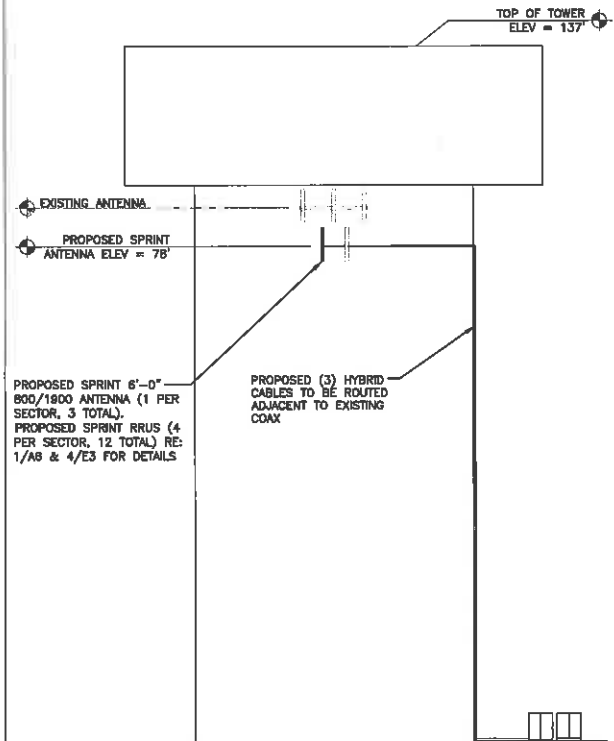 TOP OF TOWER
ELEV = 137'
EXISTING ANTENNA
PROPOSED SPRINT
ANTENNA ELEV = 78'
PROPOSED SPRINT 6'-0"
800/1900 ANTENNA (1 PER
SECTOR, 3 TOTAL).
PROPOSED SPRINT RRUS (4
PER SECTOR, 12 TOTAL) RE:
1/A6 & 4/E3 FOR DETAILS
PROPOSED (3) HYBRID
CABLES TO BE ROUTED
ADJACENT TO EXISTING
COAX